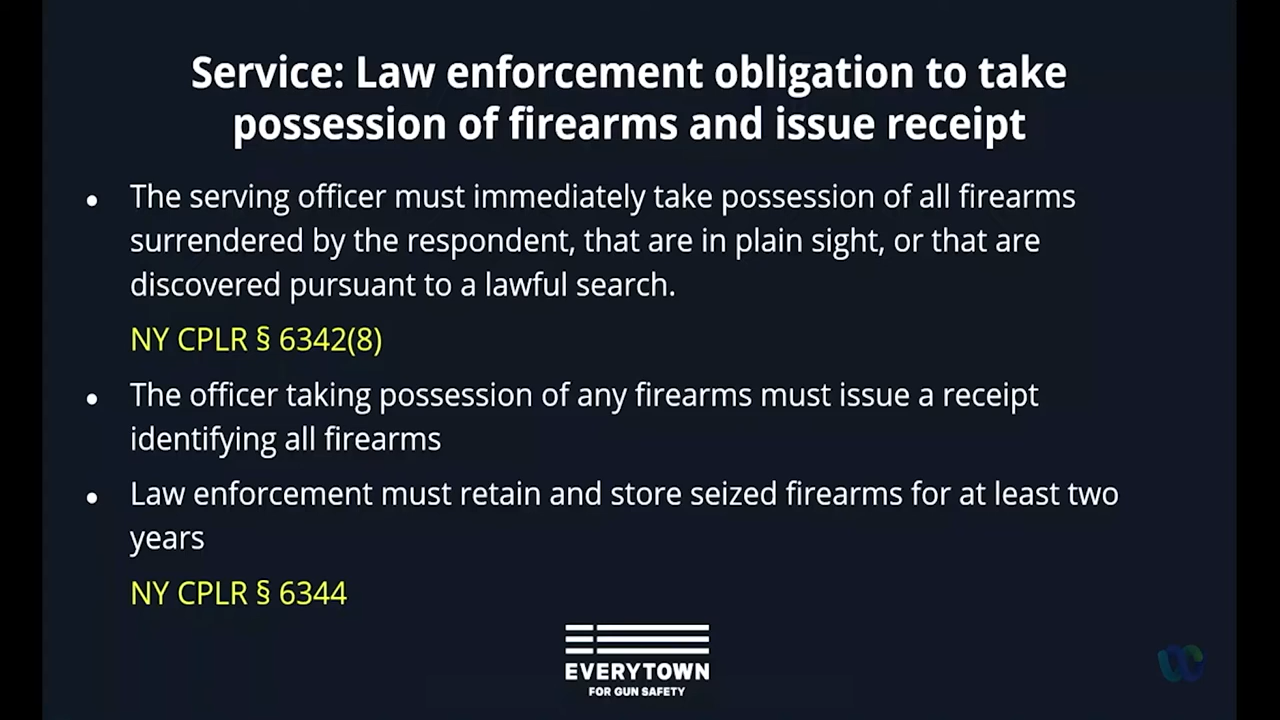 Service: Law enforcement obligation to take
possession of firearms and issue receipt
• The serving officer must immediately take possession of all firearms
surrendered by the respondent, that are in plain sight, or that are
discovered pursuant to a lawful search.
NY CPLR § 6342(8)
• The officer taking possession of any firearms must issue a receipt
identifying all firearms
• Law enforcement must retain and store seized firearms for at least two
years
NY CPLR § 6344
EVERYTOWN
FOR GUN SAFETY